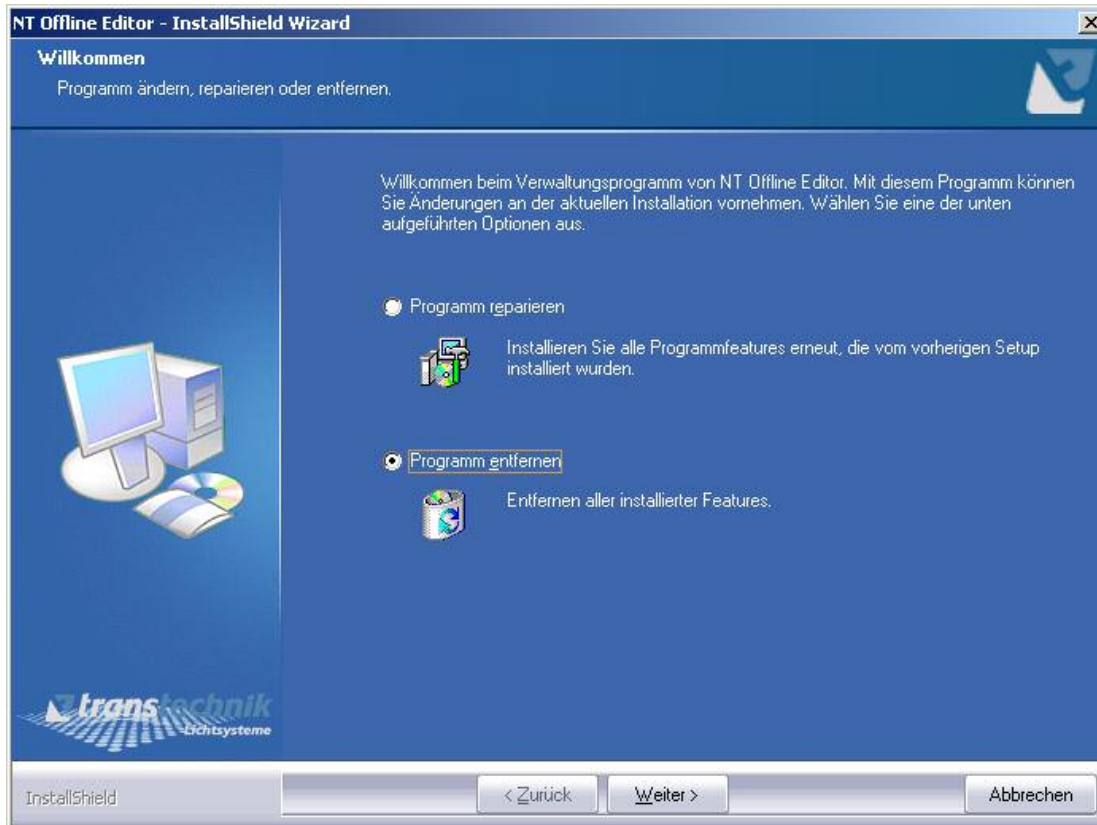 NT Offline Editor - InstallShield Wizard
Willkommen
Programm ändern, reparieren oder entfernen.
Willkommen beim Verwaltungsprogramm von NT Offline Editor. Mit diesem Programm können
Sie Änderungen an der aktuellen Installation vornehmen. Wählen Sie eine der unten
aufgeführten Optionen aus.
Programm reparieren
Installieren Sie alle Programmfeatures erneut, die vom vorherigen Setup
installiert wurden.
Programm entfernen
Entfernen aller installierter Features.
transtechnik
Lichtsysteme
InstallShield
< Zurück
Weiter >
Abbrechen